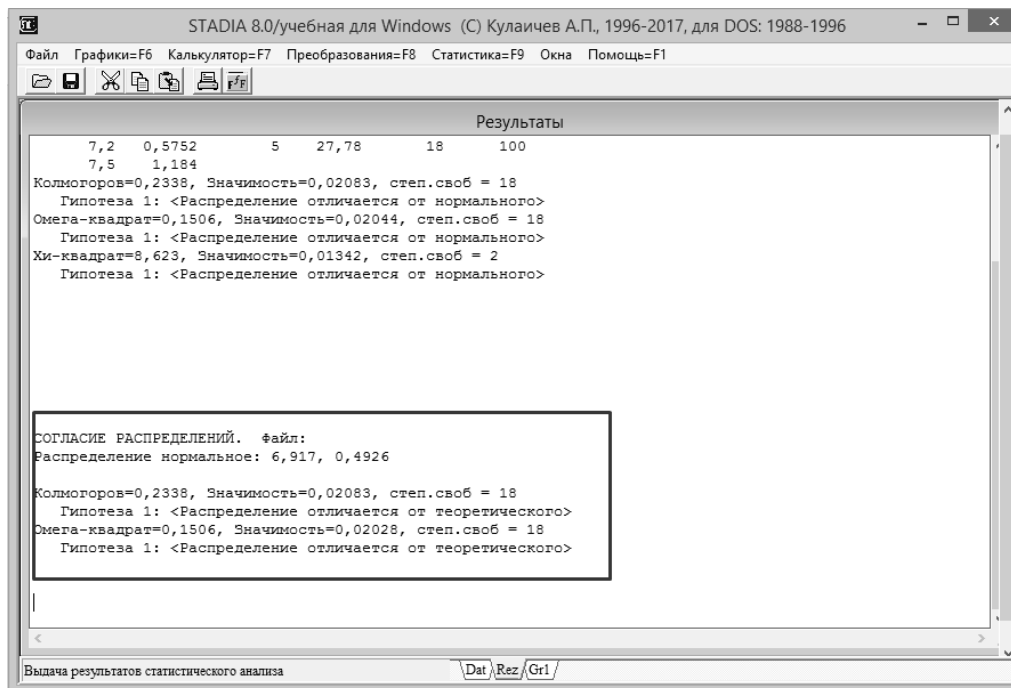 STADIA 8.0/учебная для Windows (С) Кулаичев А.П., 1996-2017, для DOS: 1988-1996
Файл Графики=F6 Калькулятор=F7 Преобразования=F8 Статистика=F9 Окна Помощь=F1
Результаты
7,2 0,5752 5 27,78 18 100
7,5 1,184
Колмогоров=0,2338, Значимость=0,02083, степ.своб = 18
Гипотеза 1: <Распределение отличается от нормального>
Омега-квадрат=0,1506, Значимость=0,02044, степ.своб = 18
Гипотеза 1: <Распределение отличается от нормального>
Хи-квадрат=8,623, Значимость=0,01342, степ.своб = 2
Гипотеза 1: <Распределение отличается от нормального>
СОГЛАСИЕ РАСПРЕДЕЛЕНИЙ. Файл:
Распределение нормальное: 6,917, 0,4926
Колмогоров=0,2338, Значимость=0,02083, степ.своб = 18
Гипотеза 1: <Распределение отличается от теоретического>
Омега-квадрат=0,1506, Значимость=0,02028, степ.своб = 18
Гипотеза 1: <Распределение отличается от теоретического>
Выдача результатов статистического анализа
Dat Rez Gr1